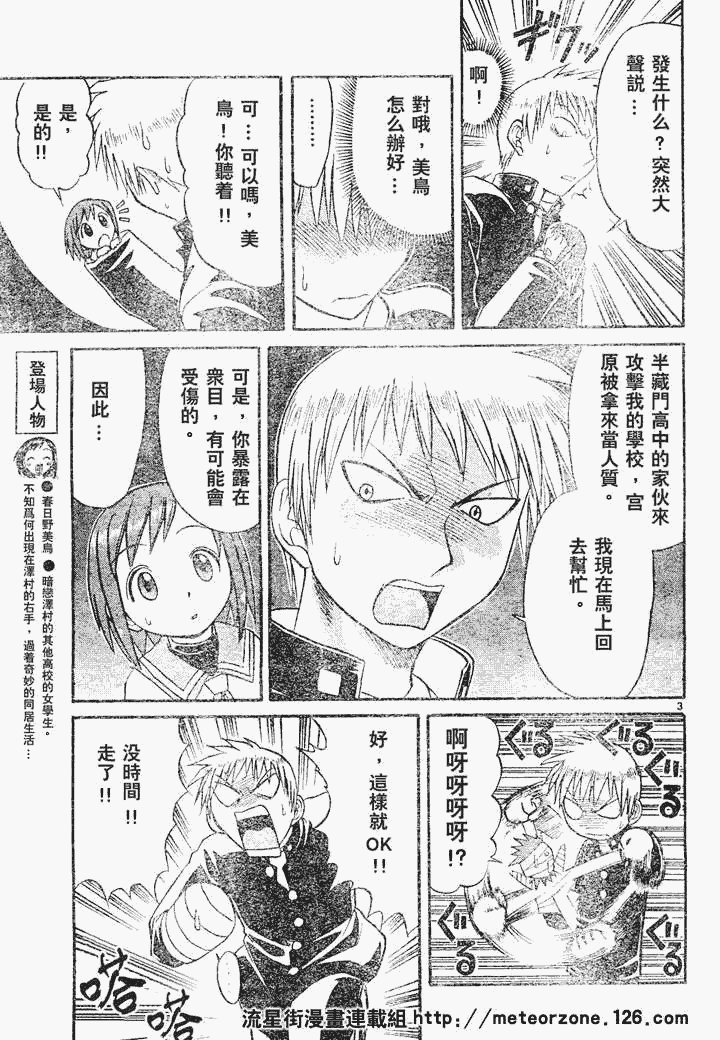 發生什么?突然大
聲說…
ギクッ
啊!
對哦,美鳥
怎么辦好…
………
可…可以嗎,美
鳥!你聽着!!
是,
是的!!
半藏門高中的家伙來
攻擊我的學校,宮
原被拿來當人質。
我現在馬上回
去幫忙。
可是,你暴露在
衆目,有可能會
受傷的。
因此…
登場人物
春日野美鳥
暗戀澤村的其他高校的女學生。
不知爲何出現在澤村的右手,過着奇妙的同居生活…
3
ぐる
ぐる
ぐる
ぐる
啊呀呀呀呀!?
好,這樣就
OK!!
没時間!!
走了!!
哈哈
流星街漫畫連載組 http://meteorzone.126.com